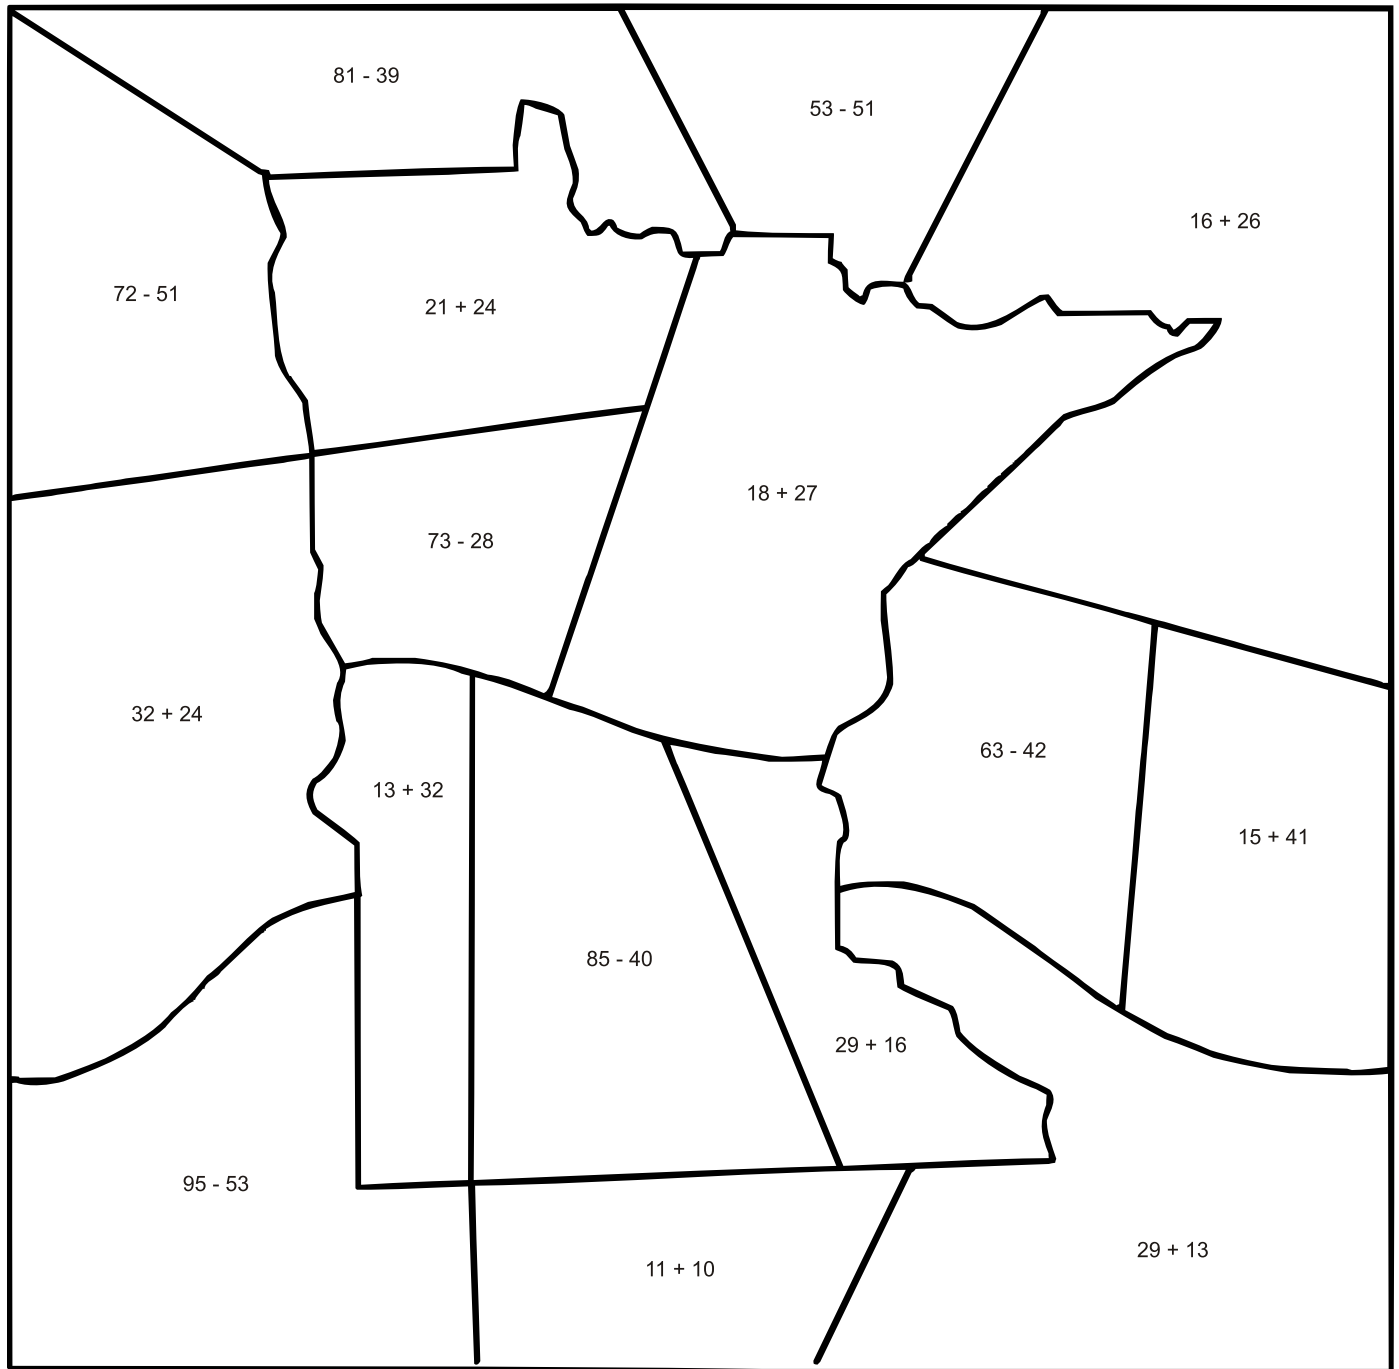 81 - 39
53 - 51
16 + 26
72 - 51
21 + 24
18 + 27
73 - 28
32 + 24
63 - 42
13 + 32
15 + 41
85 - 40
29 + 16
95 - 53
29 + 13
11 + 10